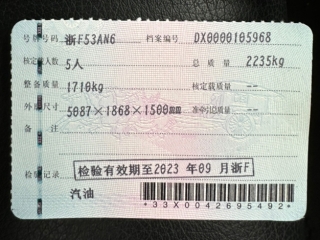 号牌号码 浙F53AN6 档案编号 DX0000105968
核定载人数 5人 总质量 2235kg
整备质量 1710kg 核定载质量
外廓尺寸 5087×1868×1500mm 准牵引总质量
备注
检验记录 检验有效期至2023年09月浙F
汽油
*33X0042695492*